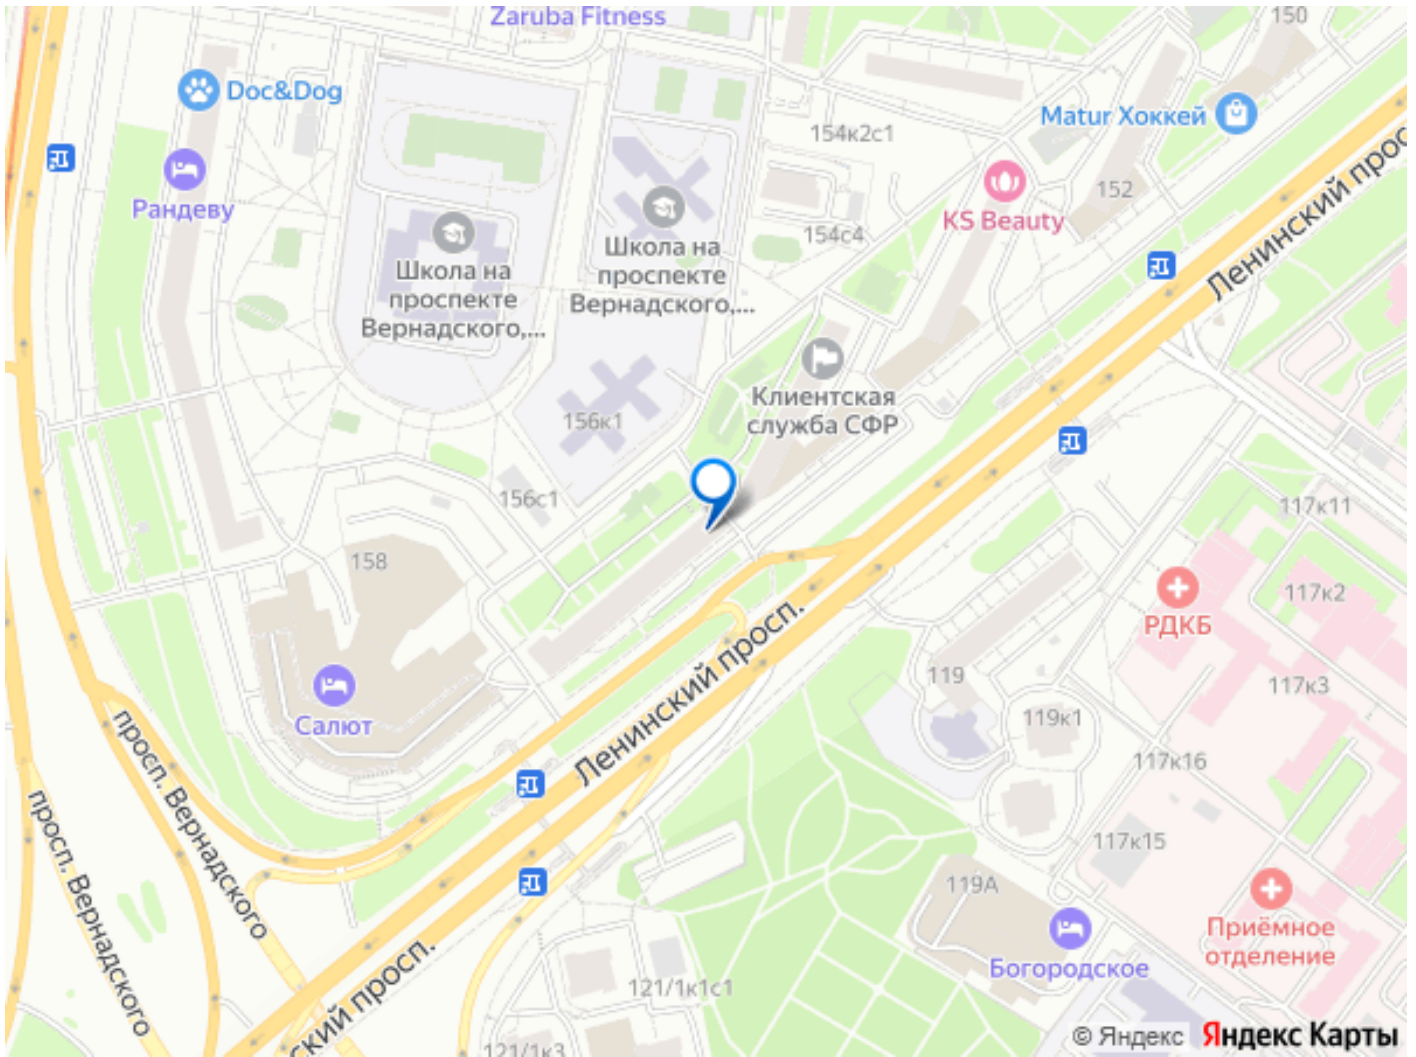 Zaruba Fitness
150
Doc&Dog
Matur Хоккей
154к2с1
Ленинский прос
152
Рандеву
KS Beauty
154с4
Школа на
проспекте
Вернадского,...
Школа на
проспекте
Вернадского,...
Клиентская
служба СФР
156к1
156с1
117к11
158
117к2
РДКБ
Ленинский просп.
119
117к3
Салют
119к1
просп. Вернадского
117к16
просп. Вернадского
117к15
119А
Приёмное
отделение
ский просп.
Богородское
121/1к1с1
121/1к3
© Яндекс Яндекс Карты